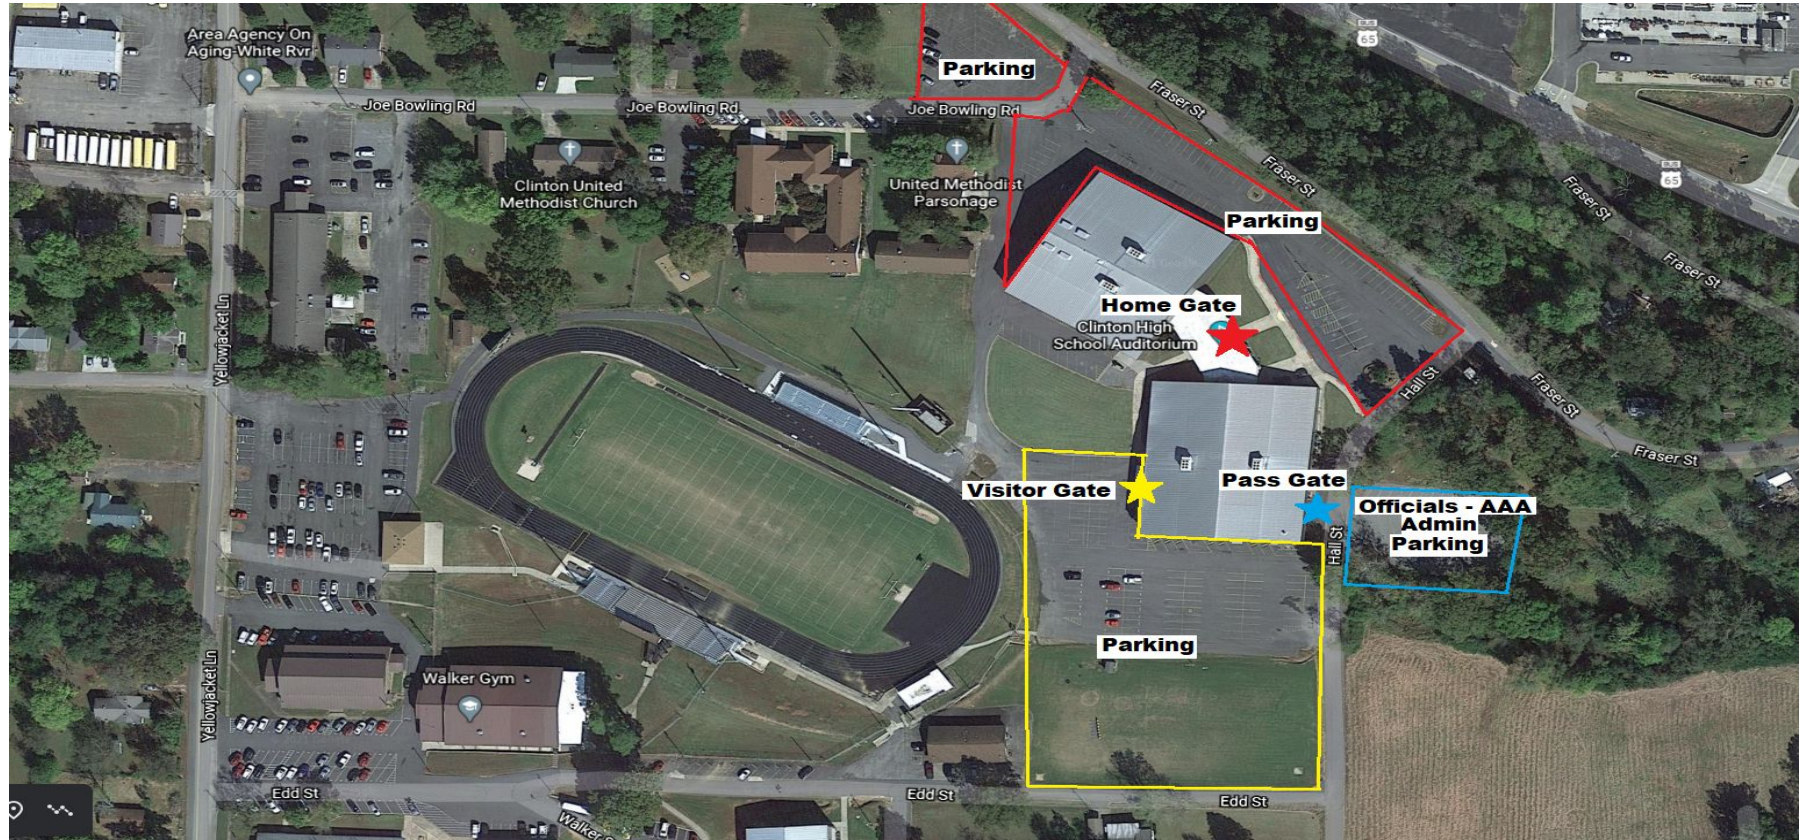 Area Agency On
Aging-White Rvr
Joe Bowling Rd
Joe Bowling Rd
Joe Bowling Rd
Parking
65
Fraser St
Fraser St
65
Fraser St
Fraser St
Clinton United
Methodist Church
United Methodist
Parsonage
Parking
Home Gate
Clinton High
School Auditorium
Yellowjacket Ln
Hall St
Fraser St
Fraser St
Visitor Gate
Pass Gate
Officials - AAA
Admin
Parking
Hall St
Parking
Yellowjacket Ln
Walker Gym
Edd St
Edd St
Edd St
Walker S